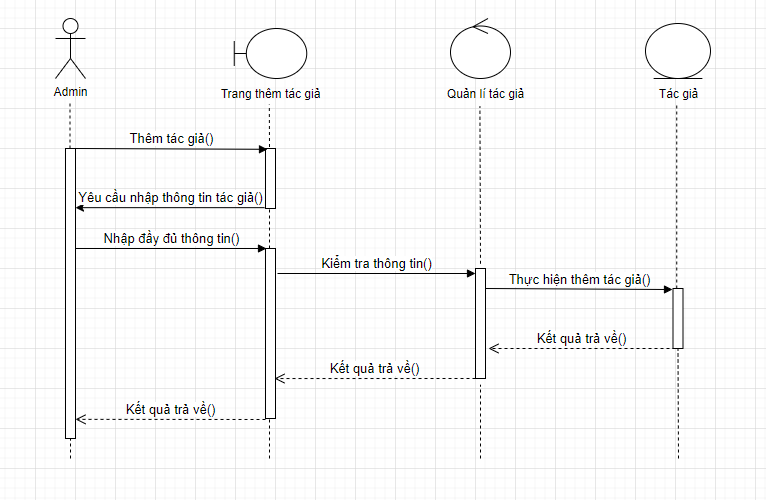 Admin
Trang thêm tác giả
Quản lí tác giả
Tác giả
Thêm tác giả()
Yêu cầu nhập thông tin tác giả()
Nhập đầy đủ thông tin()
Kiểm tra thông tin()
Thực hiện thêm tác giả()
Kết quả trả về()
Kết quả trả về()
Kết quả trả về()